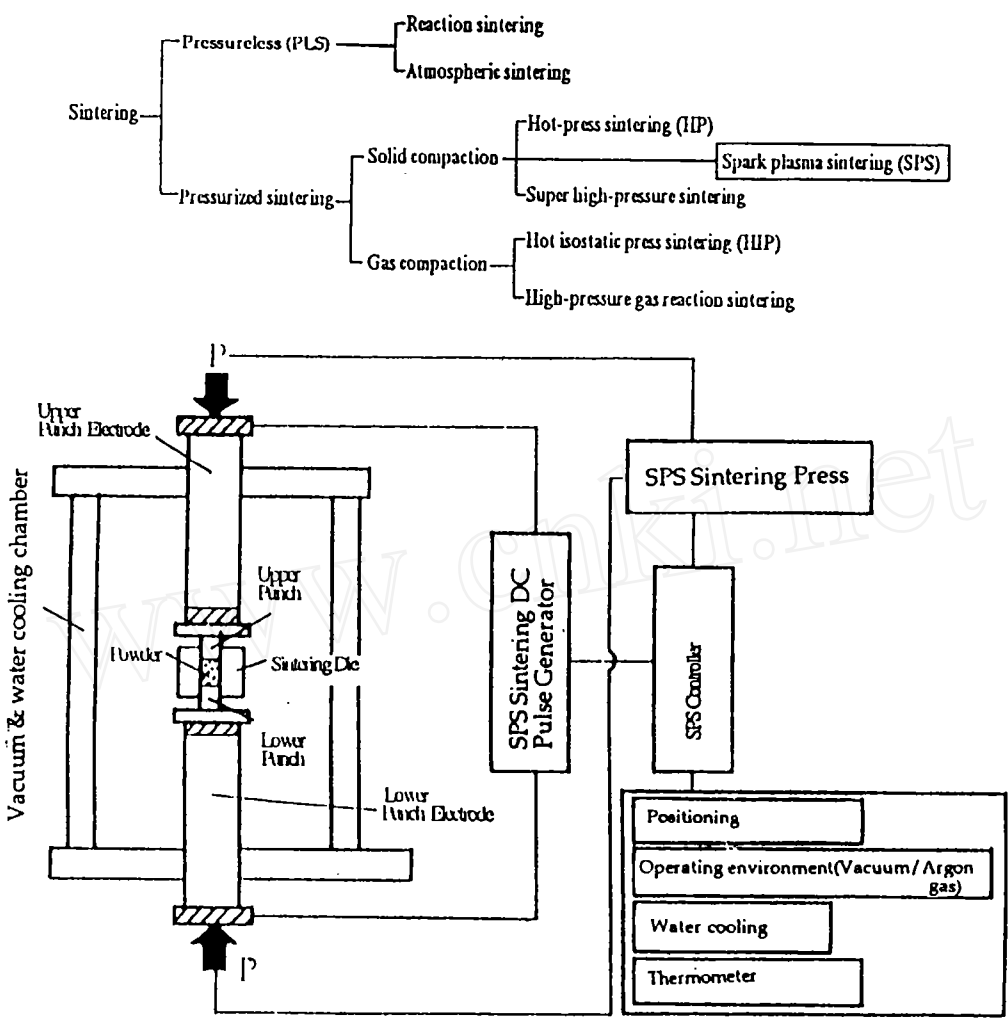 Reaction sintering
Pressureless (PLS)
Atmospheric sintering
Sintering
Hot-press sintering (HP)
Solid compaction
Spark plasma sintering (SPS)
Pressurized sintering
Super high-pressure sintering
Hot isostatic press sintering (HIP)
Gas compaction
High-pressure gas reaction sintering
P
Upper
Punch Electrode
SPS Sintering Press
Vacuum & water cooling chamber
Upper
Punch
Powder
Sintering Die
SPS Sintering DC
Pulse Generator
SPS Controller
Lower
Punch
Lower
Punch Electrode
Positioning
Operating environment(Vacuum/Argon
gas)
Water cooling
Thermometer
P
www.cnki.net